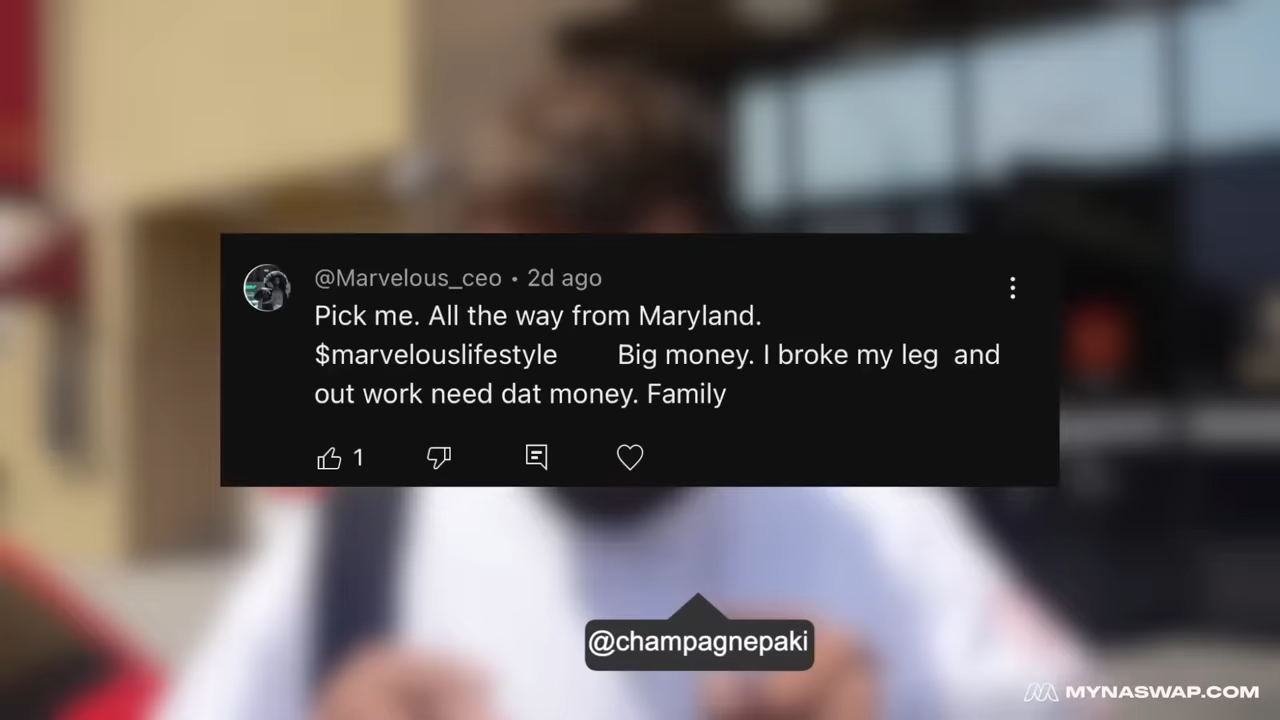 @Marvelous_ceo • 2d ago
Pick me. All the way from Maryland.
$marvelouslifestyle Big money. I broke my leg and
out work need dat money. Family
1
@champagnepaki
MYNASWAP.COM